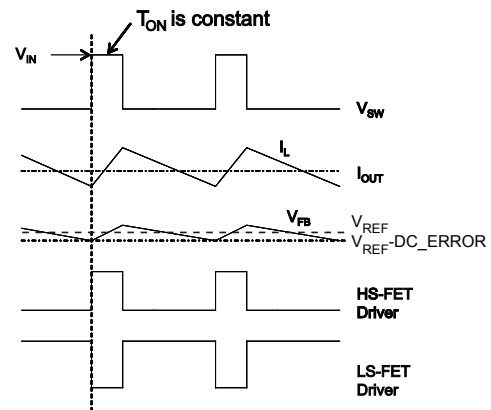 TON is constant
VIN
VSW
IL
IOUT
VFB
VREF
VREF-DC_ERROR
HS-FET
Driver
LS-FET
Driver